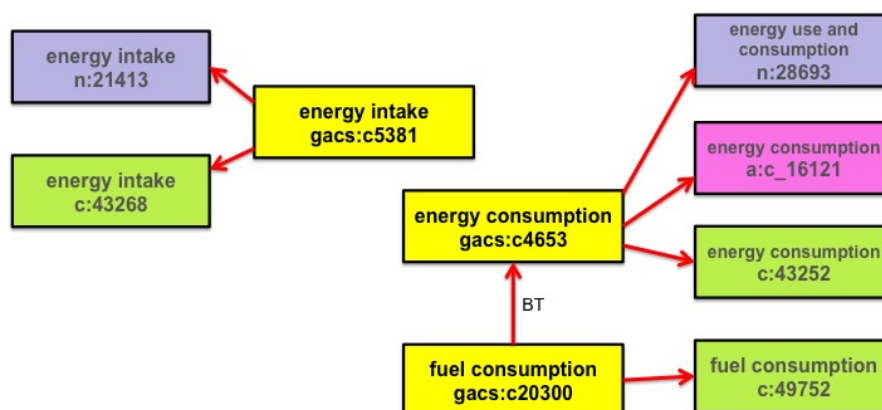 energy intake
n:21413
energy intake
c:43268
energy intake
gacs:c5381
energy use and
consumption
n:28693
energy consumption
a:c_16121
energy consumption
gacs:c4653
energy consumption
c:43252
BT
fuel consumption
gacs:c20300
fuel consumption
c:49752